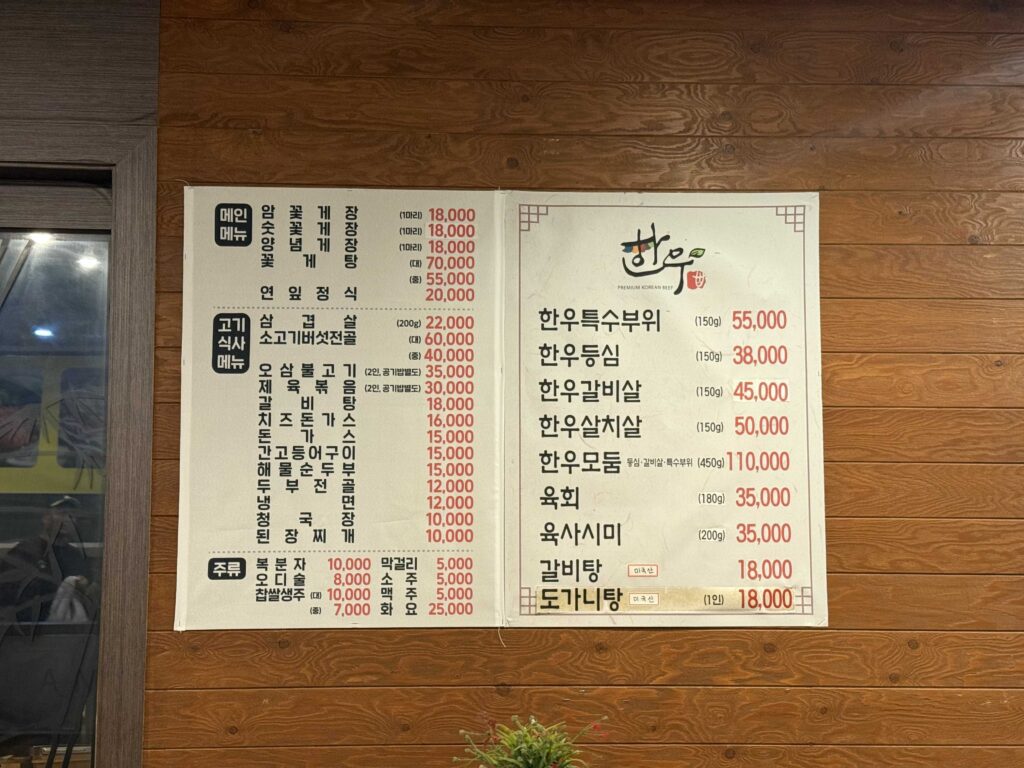 메인 메뉴
암꽃게장 (1마리) 18,000
숫꽃게장 (1마리) 18,000
양념게장 (1마리) 18,000
꽃게탕 (대) 70,000
(중) 55,000
연잎정식 20,000
고기 식사 메뉴
삼겹살 (200g) 22,000
소고기버섯전골 (대) 60,000
(중) 40,000
오삼불고기 (2인, 공기밥별도) 35,000
제육볶음 (2인, 공기밥별도) 30,000
갈비탕 18,000
치즈돈가스 16,000
돈가스 15,000
간고등어구이 15,000
해물순두부 15,000
두부전골 12,000
냉면 12,000
청국장 10,000
된장찌개 10,000
주류
복분자 10,000 막걸리 5,000
오디술 8,000 소주 5,000
찹쌀생주 (대) 10,000 맥주 5,000
(중) 7,000 화요 25,000
한우
PREMIUM KOREAN BEEF
한우특수부위 (150g) 55,000
한우등심 (150g) 38,000
한우갈비살 (150g) 45,000
한우살치살 (150g) 50,000
한우모둠 등심·갈비살·특수부위 (450g) 110,000
육회 (180g) 35,000
육사시미 (200g) 35,000
갈비탕 미국산 18,000
도가니탕 미국산 (1인) 18,000